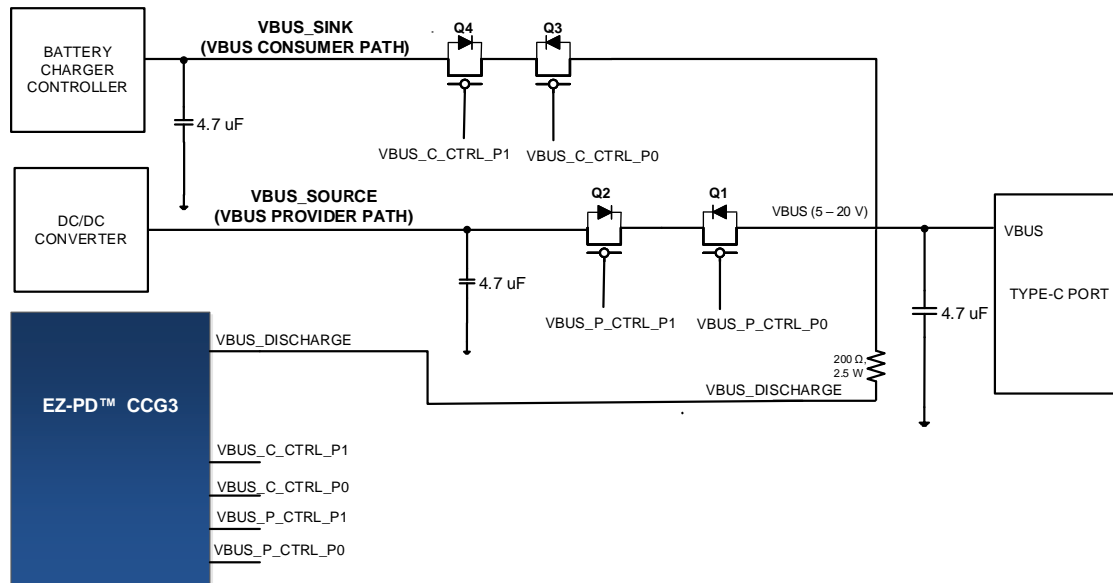 BATTERY
CHARGER
CONTROLLER
VBUS_SINK
(VBUS CONSUMER PATH)
Q4
Q3
4.7 uF
VBUS_C_CTRL_P1
VBUS_C_CTRL_P0
DC/DC
CONVERTER
VBUS_SOURCE
(VBUS PROVIDER PATH)
Q2
Q1
VBUS (5 – 20 V)
VBUS
TYPE-C PORT
4.7 uF
4.7 uF
VBUS_P_CTRL_P1
VBUS_P_CTRL_P0
200 Ω,
2.5 W
VBUS_DISCHARGE
VBUS_DISCHARGE
EZ-PD™ CCG3
VBUS_C_CTRL_P1
VBUS_C_CTRL_P0
VBUS_P_CTRL_P1
VBUS_P_CTRL_P0